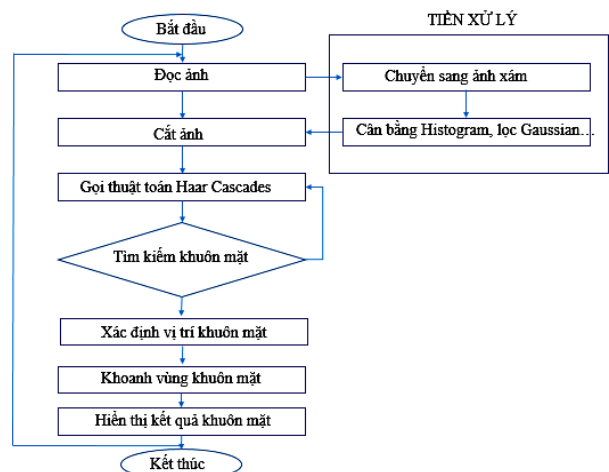 Bắt đầu
TIỀN XỬ LÝ
Đọc ảnh
Chuyển sang ảnh xám
Cắt ảnh
Cân bằng Histogram, lọc Gaussian...
Gọi thuật toán Haar Cascades
Tìm kiếm khuôn mặt
Xác định vị trí khuôn mặt
Khoanh vùng khuôn mặt
Hiển thị kết quả khuôn mặt
Kết thúc